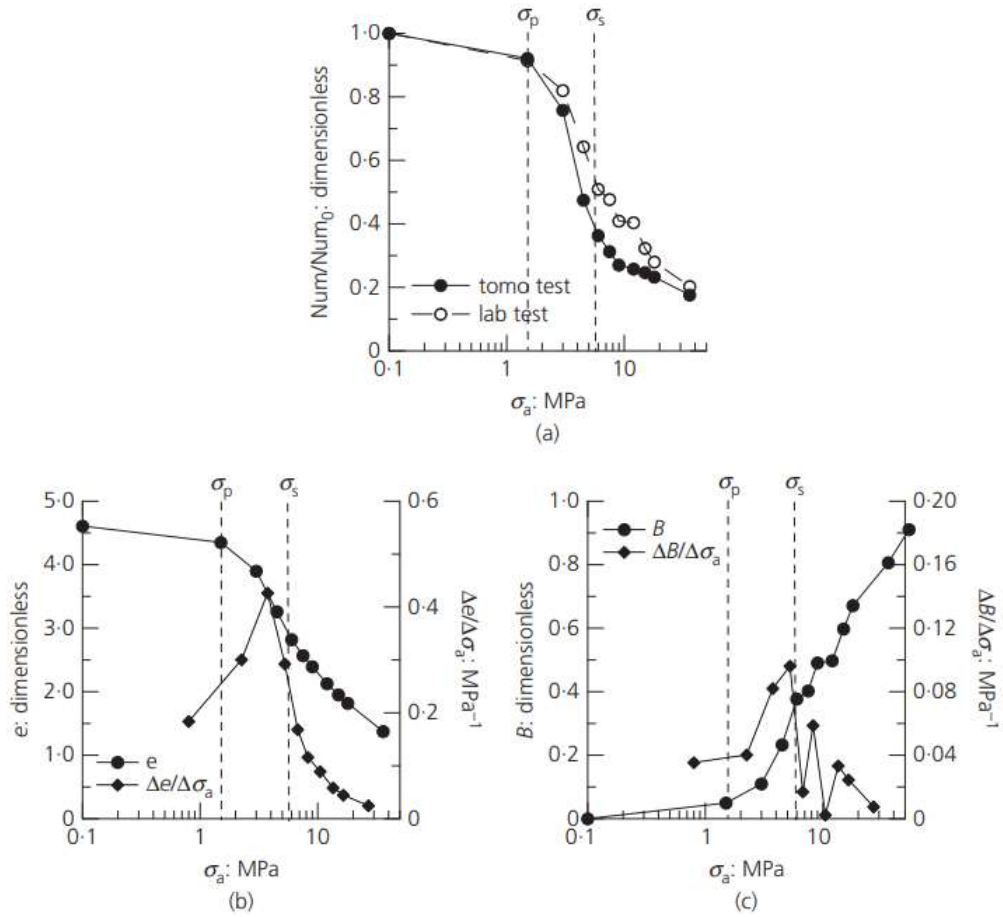 σp σs
1·0
0·8
0·6
0·4
0·2
0
Num/Num0: dimensionless
tomo test
lab test
0·1 1 10
σa: MPa
(a)
σp σs
5·0
4·0
3·0
2·0
1·0
0
e: dimensionless
0·6
0·4
0·2
0
Δe/Δσa: MPa−1
e
Δe/Δσa
0·1 1 10
σa: MPa
(b)
σp σs
1·0
0·8
0·6
0·4
0·2
0
B: dimensionless
B
ΔB/Δσa
0·20
0·16
0·12
0·08
0·04
0
ΔB/Δσa: MPa−1
0·1 1 10
σa: MPa
(c)